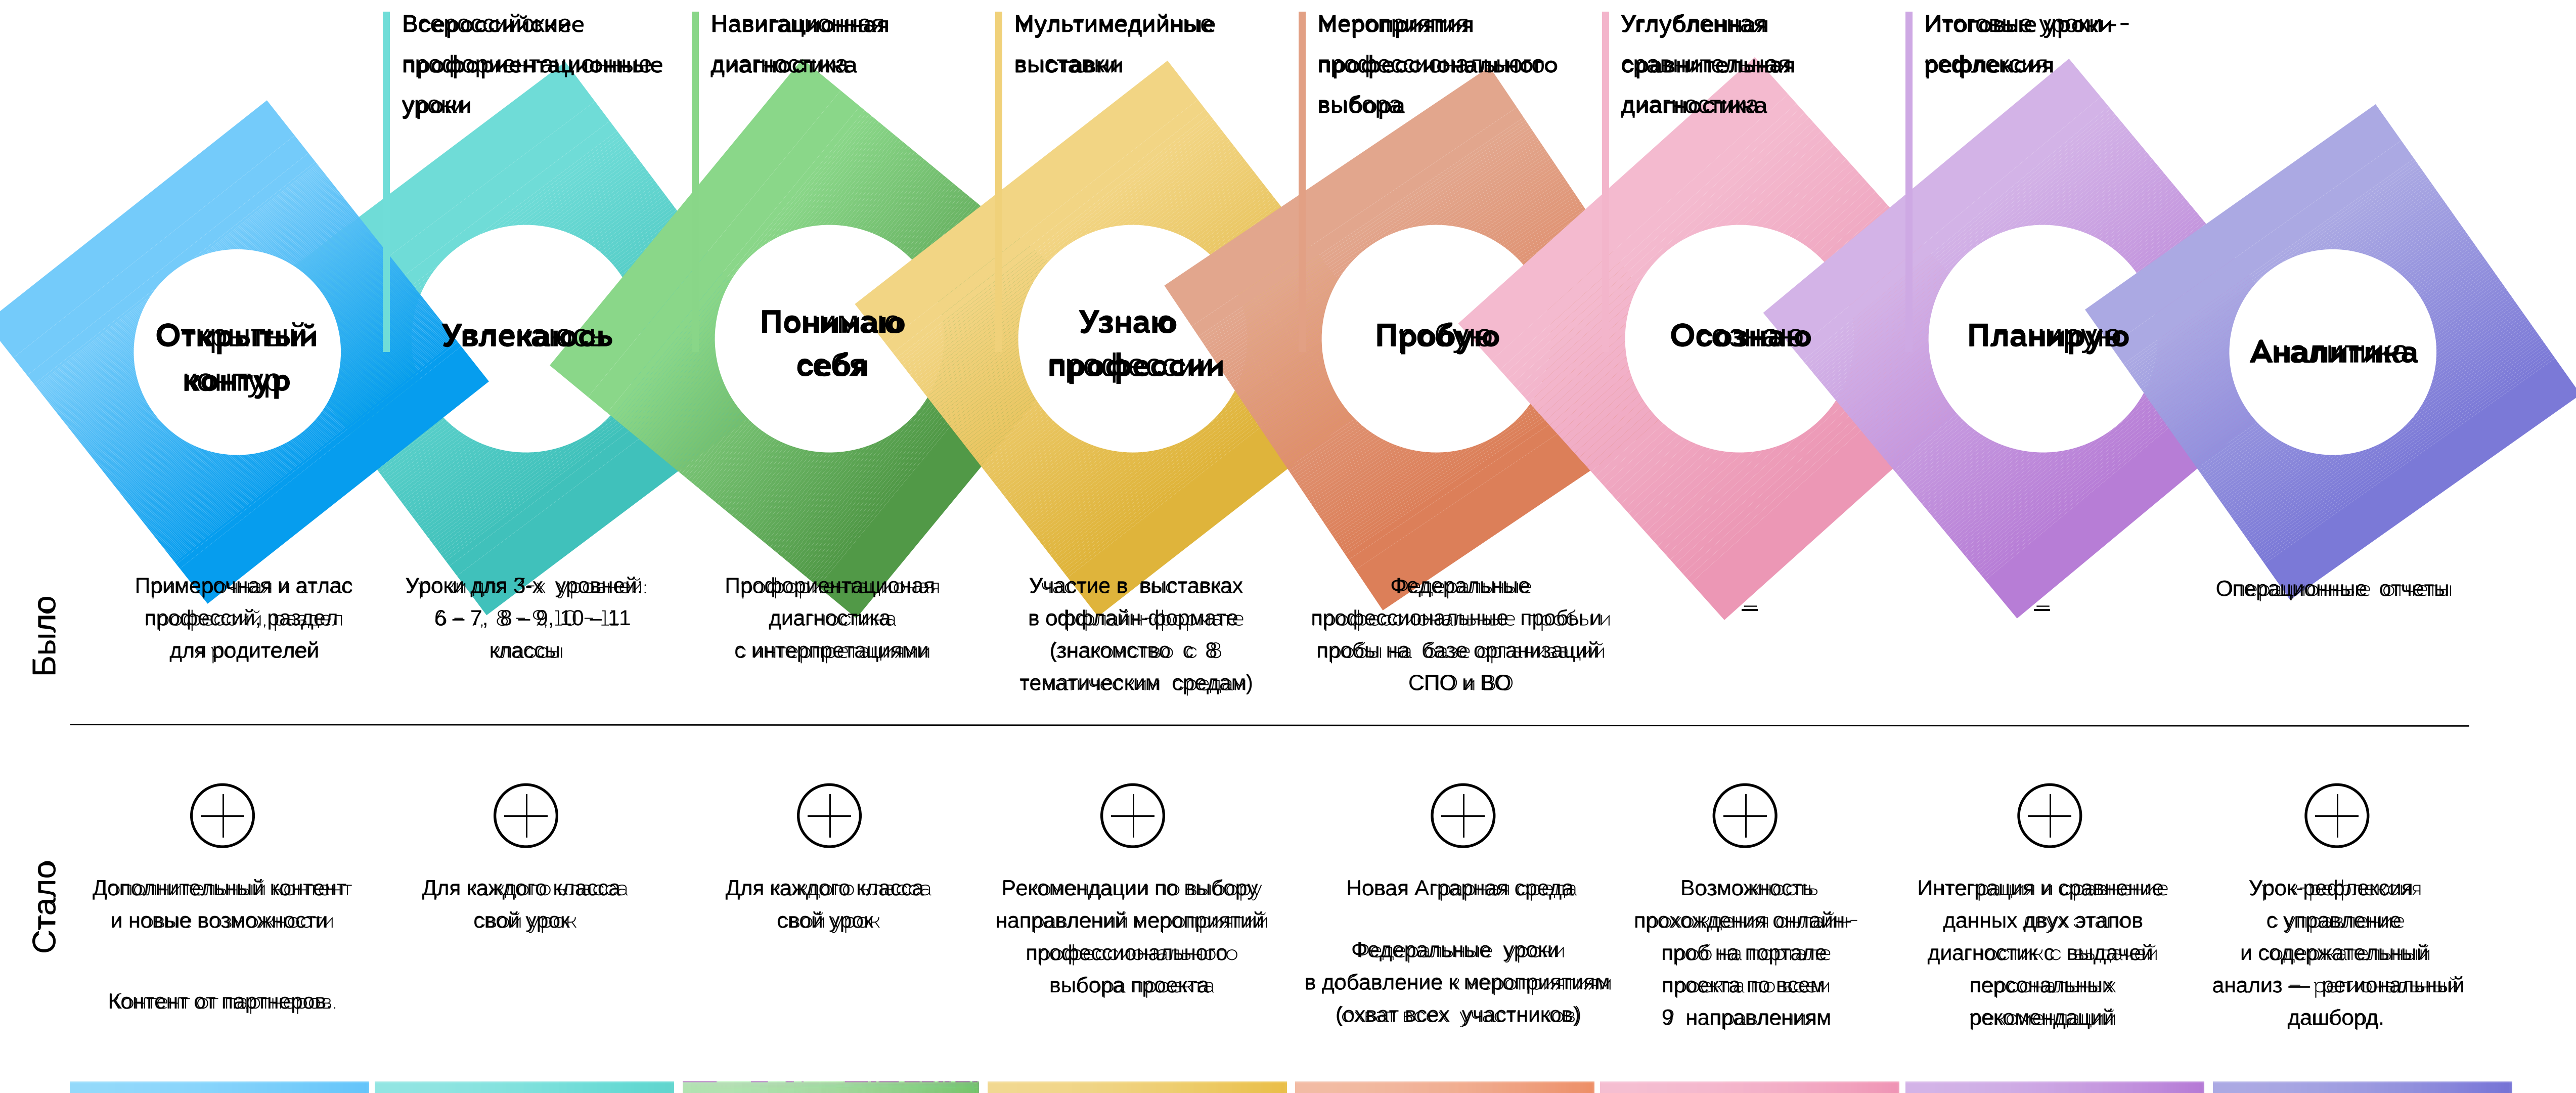 Всероссийские
профориентационные
уроки
Навигационная
диагностика
Мультимедийные
выставки
Мероприятия
профессионального
выбора
Углубленная
сравнительная
диагностика
Итоговые уроки -
рефлексия
Открытый
контур
Увлекаюсь
Понимаю
себя
Узнаю
профессии
Пробую
Осознаю
Планирую
Аналитика
Было
Примерочная и атлас
профессий, раздел
для родителей
Уроки для 3-х уровней:
6 – 7, 8 – 9, 10 – 11
классы
Профориентационая
диагностика
с интерпретациями
Участие в выставках
в оффлайн-формате
(знакомство с 8
тематическим средам)
Федеральные
профессиональные пробы и
пробы на базе организаций
СПО и ВО
–
–
Операционные отчеты
Стало
Дополнительный контент
и новые возможности
Контент от партнеров.
Для каждого класса
свой урок
Для каждого класса
свой урок
Рекомендации по выбору
направлений мероприятий
профессионального
выбора проекта
Новая Аграрная среда
Федеральные уроки
в добавление к мероприятиям
(охват всех участников)
Возможность
прохождения онлайн-
проб на портале
проекта по всем
9 направлениям
Интеграция и сравнение
данных двух этапов
диагностик с выдачей
персональных
рекомендаций
Урок-рефлексия
с управление
и содержательный
анализ — региональный
дашборд.